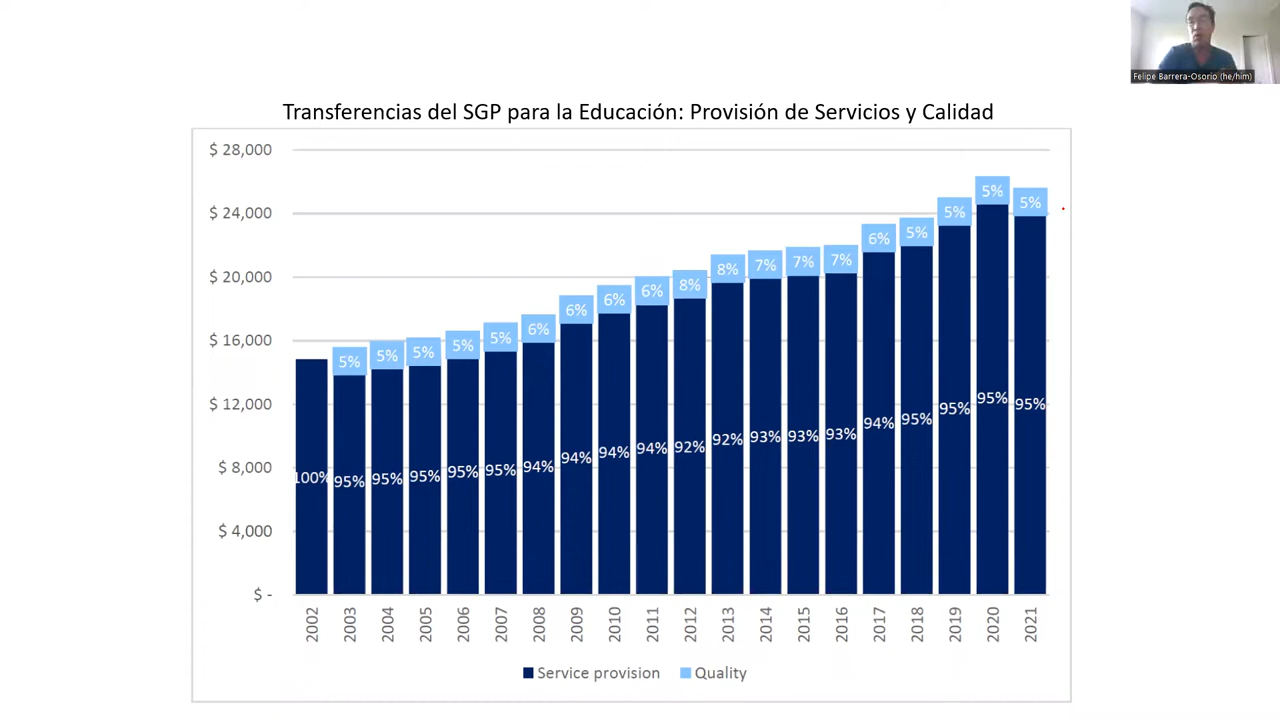 Felipe Barrera-Osorio (he/him)
Transferencias del SGP para la Educación: Provisión de Servicios y Calidad
$ 28,000
$ 24,000
$ 20,000
$ 16,000
$ 12,000
$ 8,000
$ 4,000
$ -
5% 5% 5% 5% 5% 6% 6% 6% 6% 8% 8% 7% 7% 7% 6% 5% 5% 5% 5%
100% 95% 95% 95% 95% 95% 94% 94% 94% 94% 92% 92% 93% 93% 93% 94% 95% 95% 95% 95%
2002 2003 2004 2005 2006 2007 2008 2009 2010 2011 2012 2013 2014 2015 2016 2017 2018 2019 2020 2021
Service provision Quality